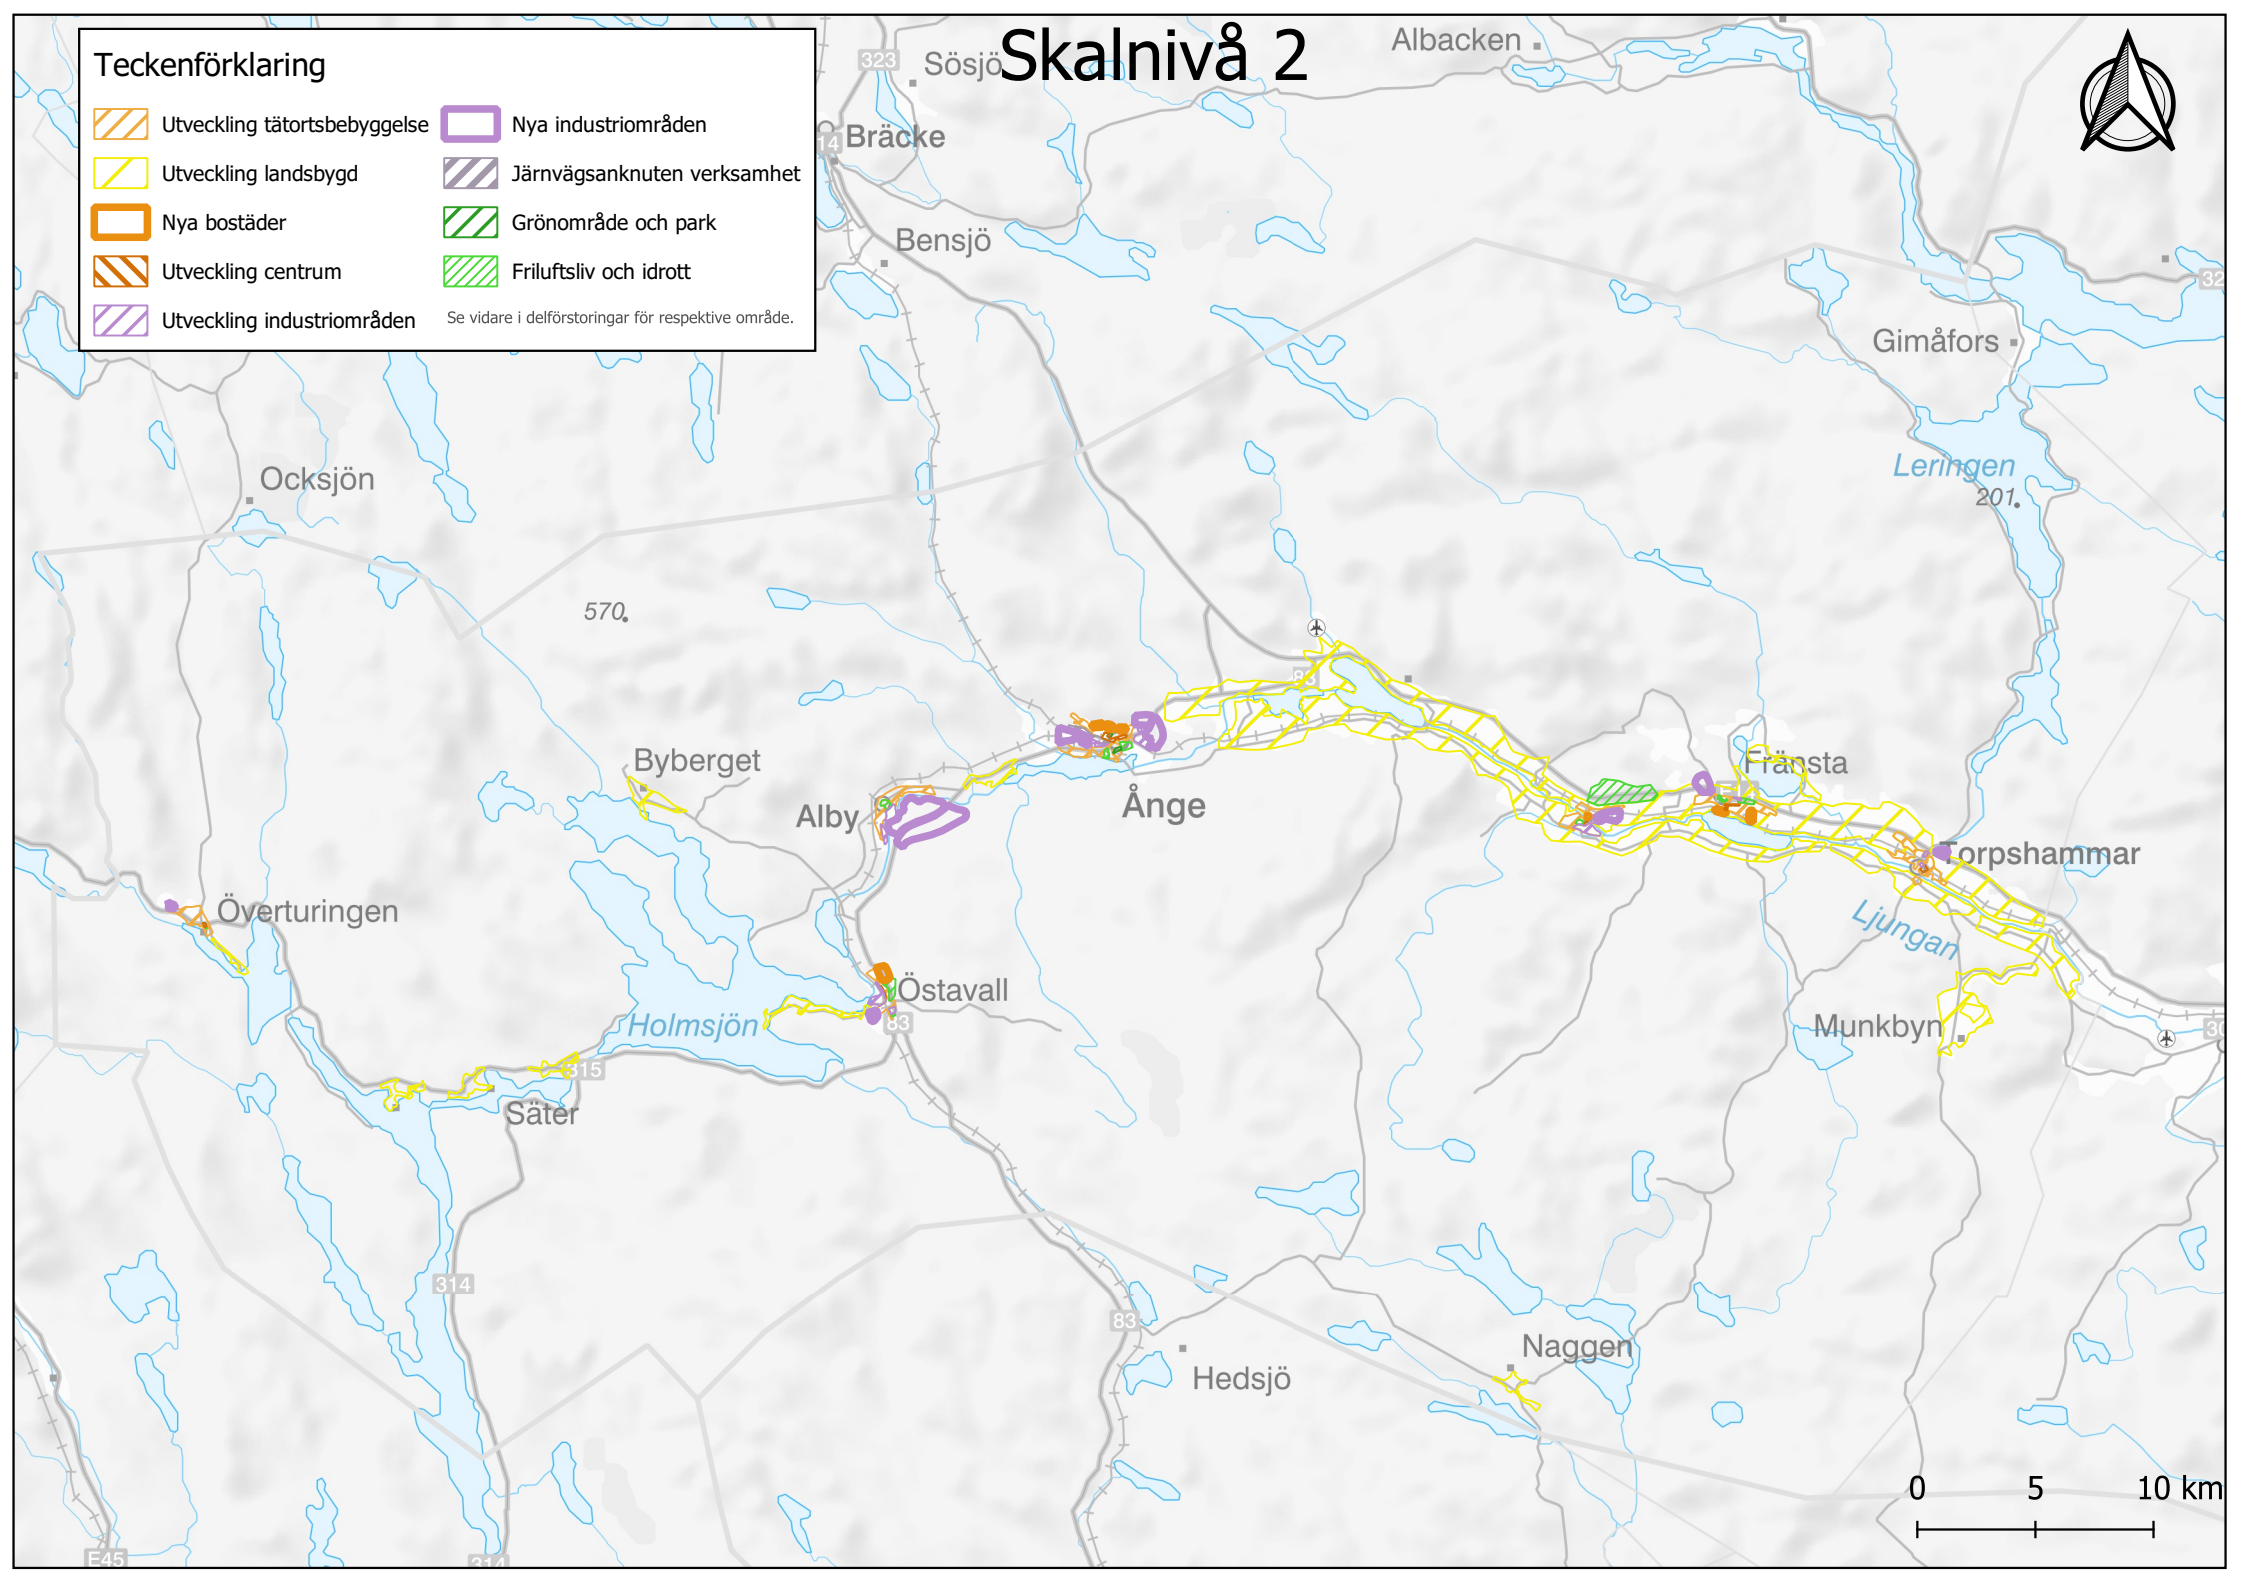 Skalnivå 2
Teckenförklaring
Utveckling tätortsbebyggelse
Utveckling landsbygd
Nya bostäder
Utveckling centrum
Utveckling industriområden
Nya industriområden
Järnvägsanknuten verksamhet
Grönområde och park
Friluftsliv och idrott
Se vidare i delförstoringar för respektive område.
323
Sösjö
Albacken
14
Bräcke
Bensjö
Gimåfors
Ocksjön
Leringen
201
570
83
Byberget
Alby
Ånge
Fränsta
Torpshammar
Överturingen
Ljungan
Östavall
Holmsjön
83
Munkbyn
315
Säter
314
83
Naggen
Hedsjö
0 5 10 km
E45
314